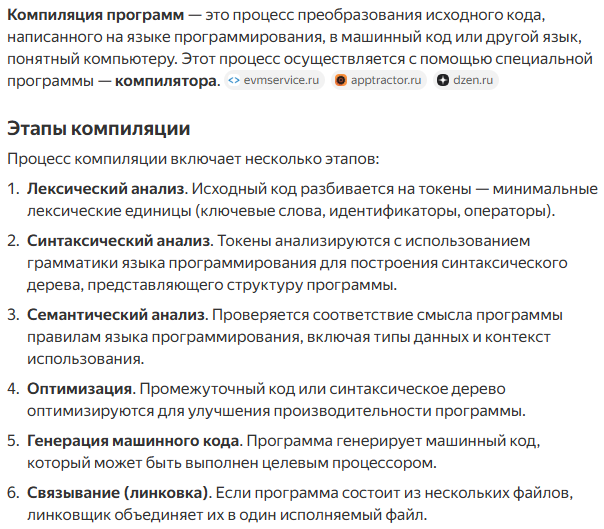 Компиляция программ — это процесс преобразования исходного кода,
написанного на языке программирования, в машинный код или другой язык,
понятный компьютеру. Этот процесс осуществляется с помощью специальной
программы — компилятора. evmservice.ru apptractor.ru dzen.ru
Этапы компиляции
Процесс компиляции включает несколько этапов:
1. Лексический анализ. Исходный код разбивается на токены — минимальные
лексические единицы (ключевые слова, идентификаторы, операторы).
2. Синтаксический анализ. Токены анализируются с использованием
грамматики языка программирования для построения синтаксического
дерева, представляющего структуру программы.
3. Семантический анализ. Проверяется соответствие смысла программы
правилам языка программирования, включая типы данных и контекст
использования.
4. Оптимизация. Промежуточный код или синтаксическое дерево
оптимизируются для улучшения производительности программы.
5. Генерация машинного кода. Программа генерирует машинный код,
который может быть выполнен целевым процессором.
6. Связывание (линковка). Если программа состоит из нескольких файлов,
линковщик объединяет их в один исполняемый файл.